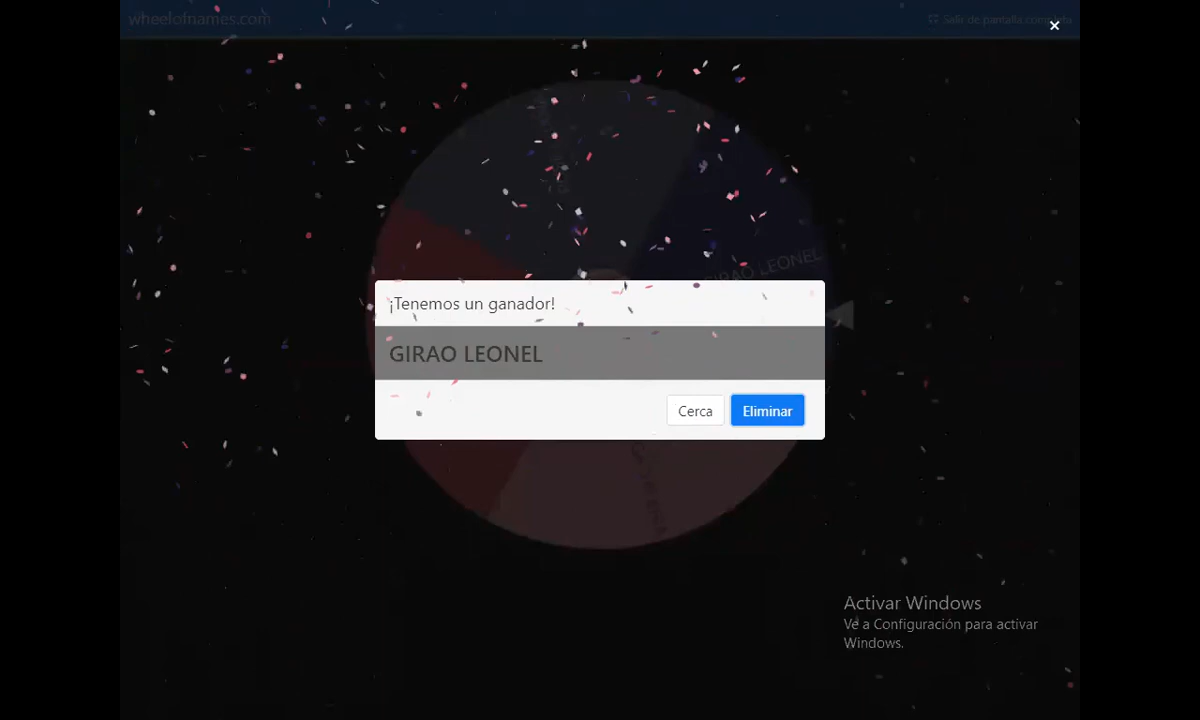 wheelofnames.com
Salir de pantalla completa
GIRAO LEONEL
¡Tenemos un ganador!
GIRAO LEONEL
Cerca
Eliminar
Activar Windows
Ve a Configuración para activar
Windows.